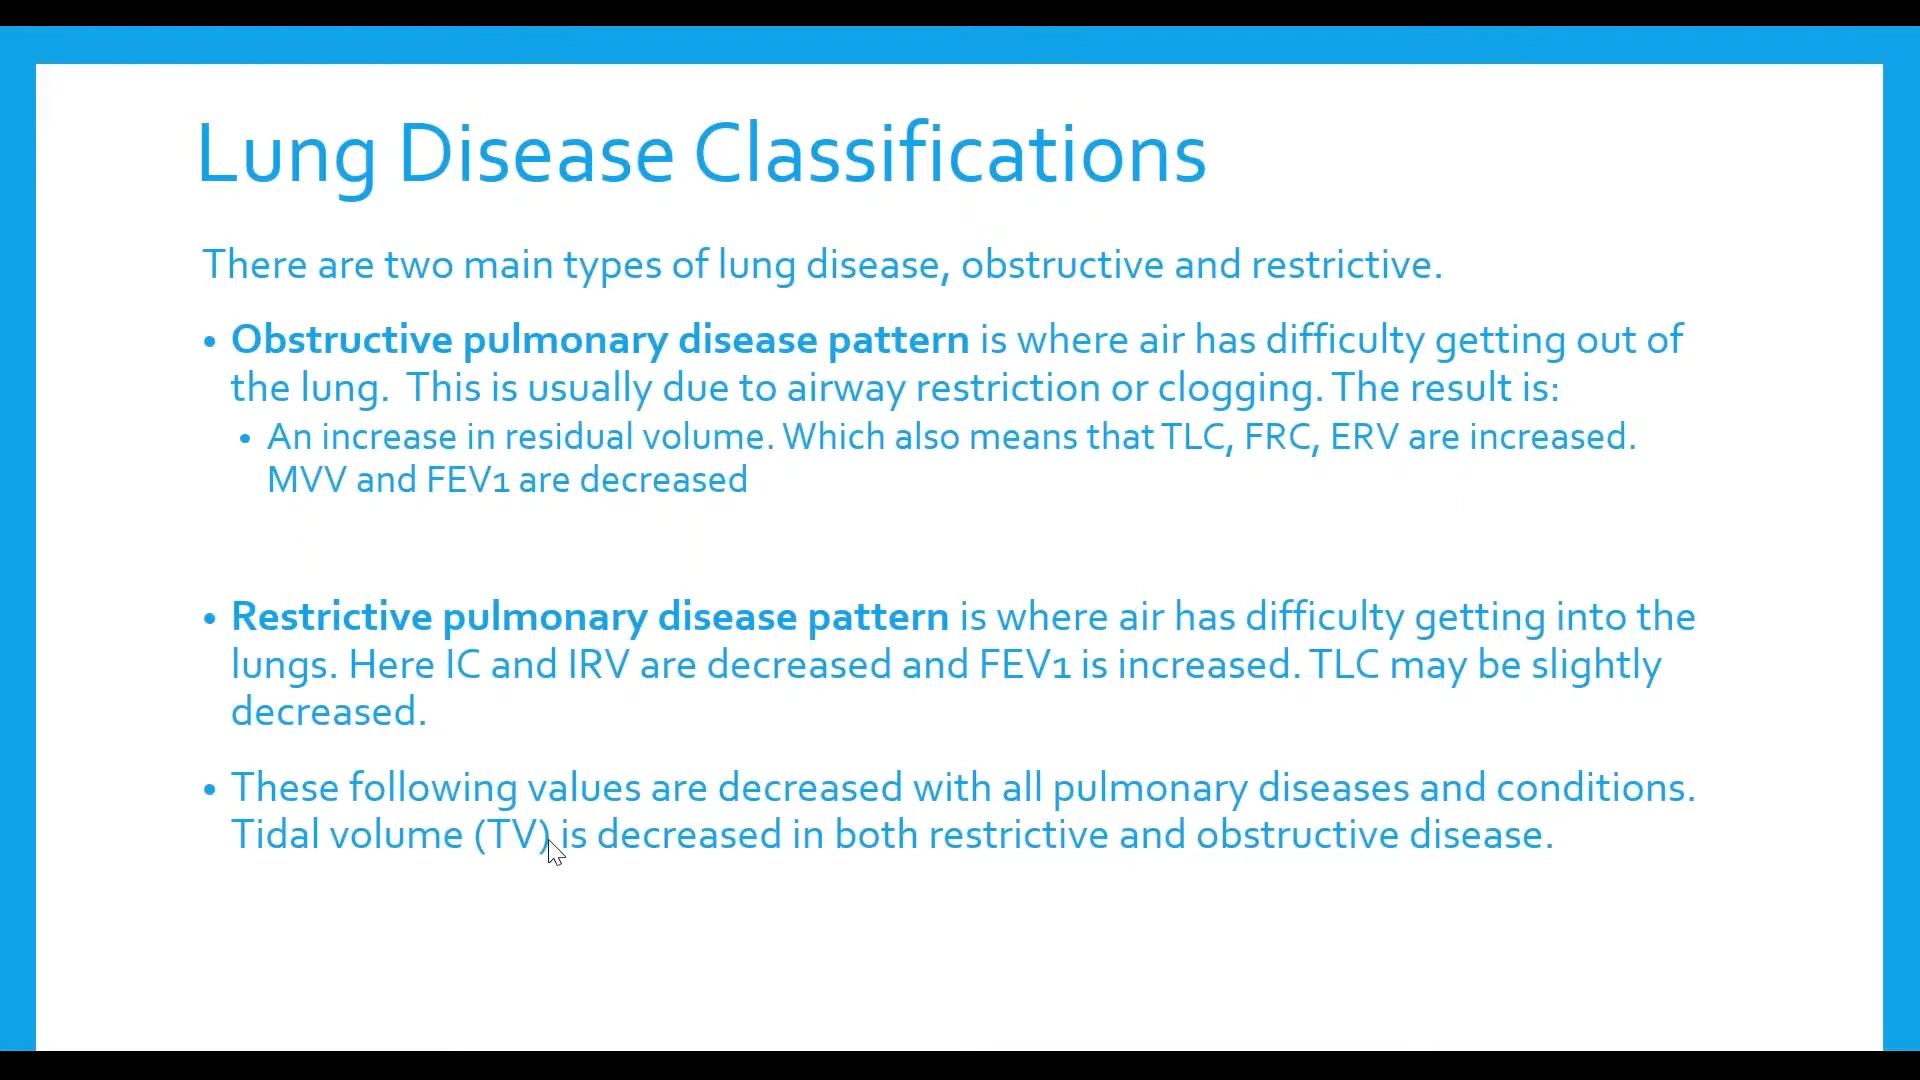 Lung Disease Classifications
There are two main types of lung disease, obstructive and restrictive.
• Obstructive pulmonary disease pattern is where air has difficulty getting out of
the lung.  This is usually due to airway restriction or clogging. The result is:
• An increase in residual volume. Which also means that TLC, FRC, ERV are increased.
MVV and FEV1 are decreased
• Restrictive pulmonary disease pattern is where air has difficulty getting into the
lungs. Here IC and IRV are decreased and FEV1 is increased. TLC may be slightly
decreased.
• These following values are decreased with all pulmonary diseases and conditions.
Tidal volume (TV) is decreased in both restrictive and obstructive disease.